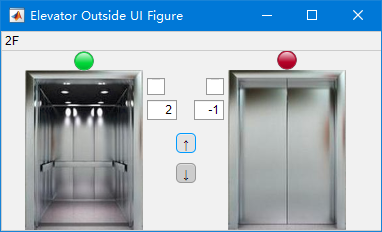 Elevator Outside UI Figure
2F
2
-1
↑
↓